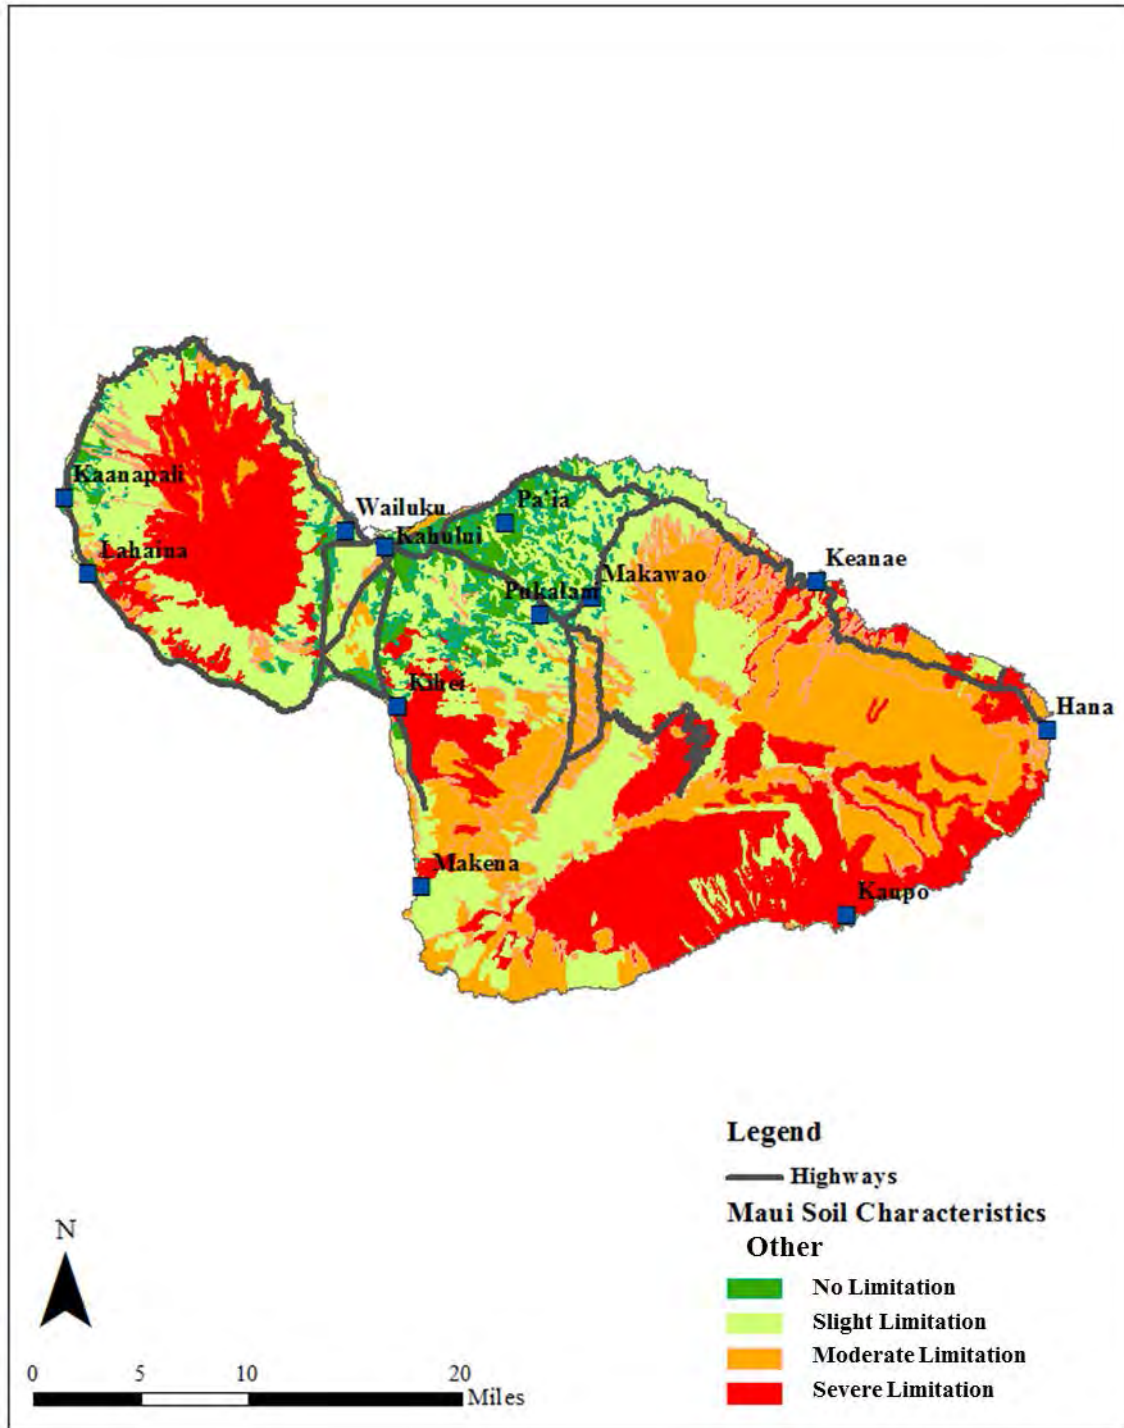 Kaanapali
Wailuku
Pa'ia
Kahului
Lahaina
Keanae
Makawao
Pukalani
Kihei
Hana
Makena
Kaupo
Legend
Highways
Maui Soil Characteristics
Other
No Limitation
Slight Limitation
Moderate Limitation
Severe Limitation
N
0 5 10 20
Miles